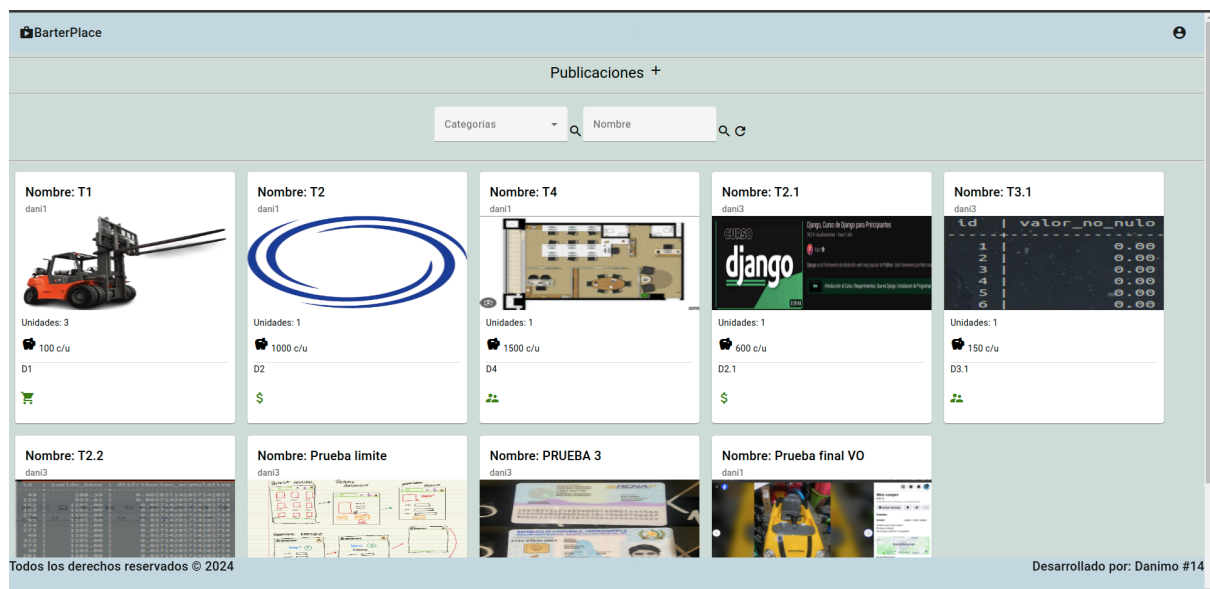 BarterPlace
Publicaciones +
Categorias
Nombre
Nombre: T1
dani1
Unidades: 3
100 c/u
D1
Nombre: T2
dani1
Unidades: 1
1000 c/u
D2
Nombre: T4
dani1
Unidades: 1
1500 c/u
D4
Nombre: T2.1
dani3
CURSO
django
Django, Curso de Django para Principiantes
Unidades: 1
600 c/u
D2.1
Nombre: T3.1
dani3
id | valor_no_nulo
1 | 0.00
2 | 0.00
3 | 0.00
4 | 0.00
5 | 0.00
6 | 0.00
Unidades: 1
150 c/u
D3.1
Nombre: T2.2
dani3
id | sueldo_base | distribucion_acumulativa
Nombre: Prueba limite
dani3
Nombre: PRUEBA 3
dani3
Nombre: Prueba final VO
dani1
Todos los derechos reservados © 2024
Desarrollado por: Danimo #14